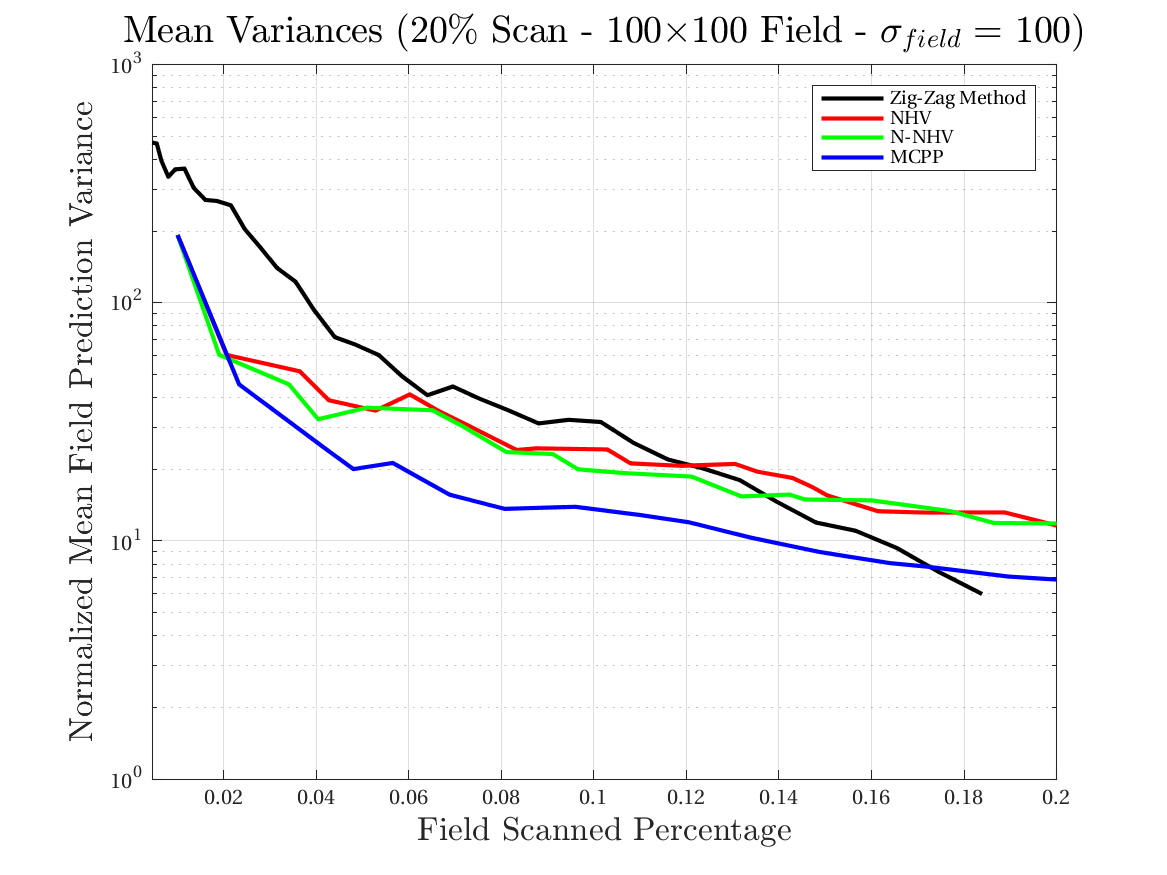 Mean Variances (20% Scan - 100×100 Field - σ_field = 100)
Normalized Mean Field Prediction Variance
10^3
10^2
10^1
10^0
Zig-Zag Method
NHV
N-NHV
MCPP
0.02 0.04 0.06 0.08 0.1 0.12 0.14 0.16 0.18 0.2
Field Scanned Percentage